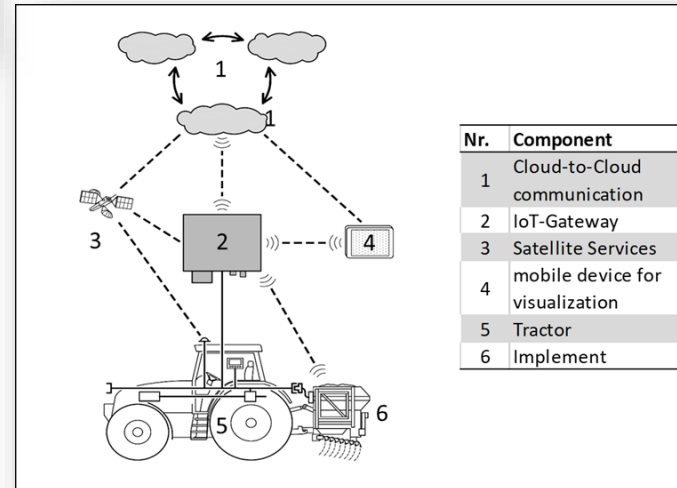 1
1
3
2
4
5
6
Nr. Component
1 Cloud-to-Cloud
communication
2 IoT-Gateway
3 Satellite Services
4 mobile device for
visualization
5 Tractor
6 Implement